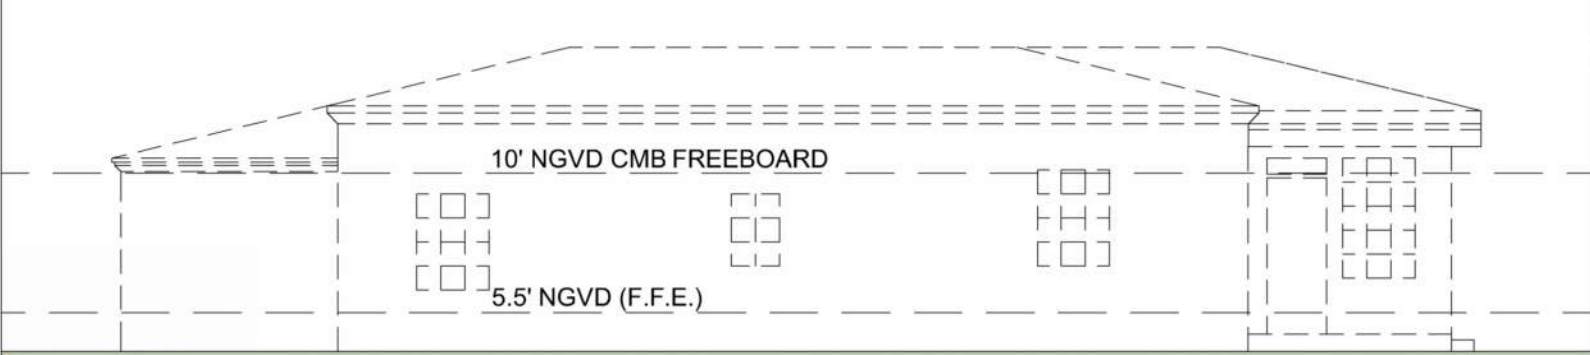 10' NGVD CMB FREEBOARD
5.5' NGVD (F.F.E.)